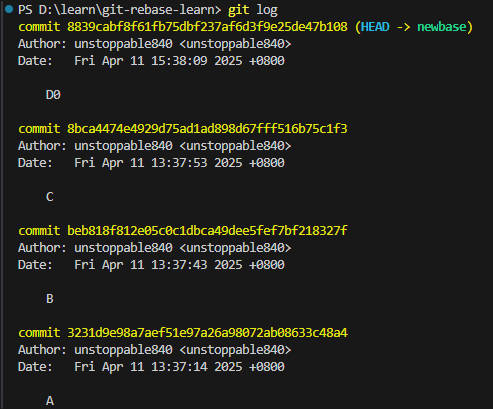 PS D:\learn\git-rebase-learn> git log
commit 8839cabf8f61fb75dbf237af6d3f9e25de47b108 (HEAD -> newbase)
Author: unstoppable840 <unstoppable840>
Date:   Fri Apr 11 15:38:09 2025 +0800
    D0
commit 8bca4474e4929d75ad1ad898d67fff516b75c1f3
Author: unstoppable840 <unstoppable840>
Date:   Fri Apr 11 13:37:53 2025 +0800
    C
commit beb818f812e05c0c1dbca49dee5fef7bf218327f
Author: unstoppable840 <unstoppable840>
Date:   Fri Apr 11 13:37:43 2025 +0800
    B
commit 3231d9e98a7aef51e97a26a98072ab08633c48a4
Author: unstoppable840 <unstoppable840>
Date:   Fri Apr 11 13:37:14 2025 +0800
    A